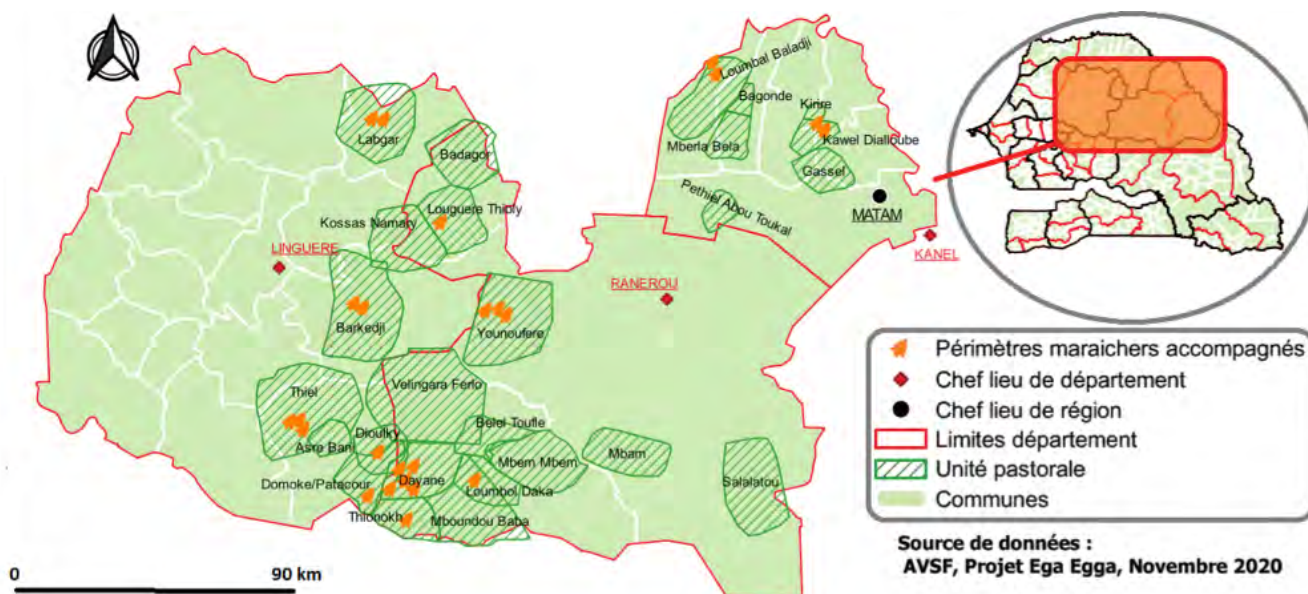 Loumbal Baladji
Bagonde
Kirire
Kawel Dialloube
Labgar
Badagor
Mberla Bela
Gassel
Pethiel Abou Toukal
MATAM
Louguere Thioly
Kossas Namary
LINGUERE
KANEL
RANEROU
Barkedji
Younoufere
Velingara Ferlo
Thiel
Belel Toufle
Dioulky
Asre Bani
Mbem Mbem
Mbam
Domoke/Patacour
Dayane
Loumbol Daka
Salalatou
Thionokh
Mboundou Baba
Périmètres maraichers accompagnés
Chef lieu de département
Chef lieu de région
Limites département
Unité pastorale
Communes
Source de données :
AVSF, Projet Ega Egga, Novembre 2020
0 90 km